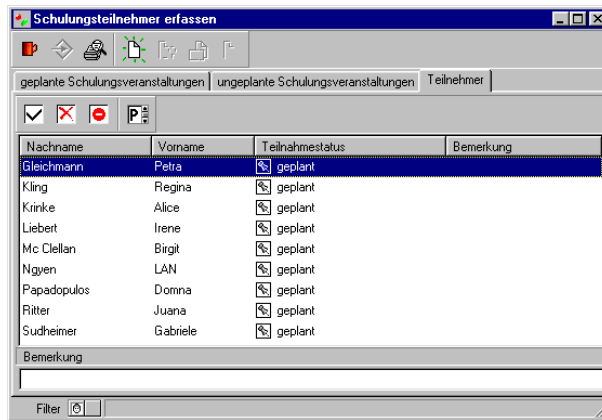 Schulungsteilnehmer erfassen
geplante Schulungsveranstaltungen ungeplante Schulungsveranstaltungen Teilnehmer
P
Nachname Vorname Teilnahmestatus Bemerkung
Gleichmann Petra geplant
Kling Regina geplant
Krinke Alice geplant
Liebert Irene geplant
Mc Clellan Birgit geplant
Ngyen LAN geplant
Papadopulos Domna geplant
Ritter Juana geplant
Sudheimer Gabriele geplant
Bemerkung
Filter